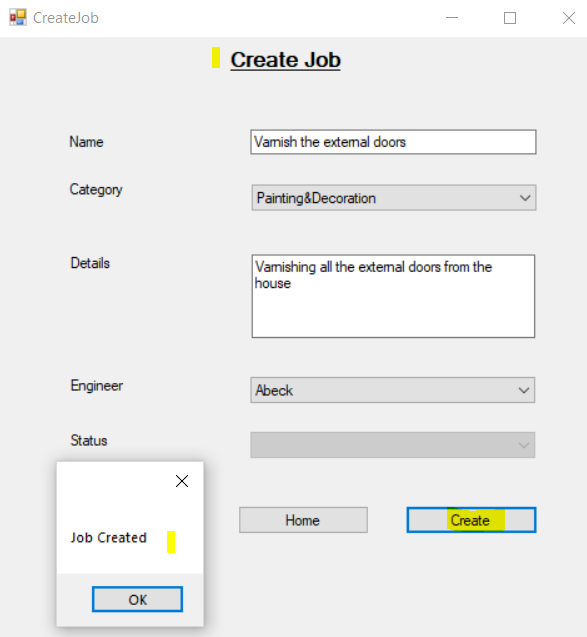 CreateJob
Create Job
Name
Varnish the external doors
Category
Painting&Decoration
Details
Varnishing all the external doors from the
house
Engineer
Abeck
Status
Home
Create
Job Created
OK